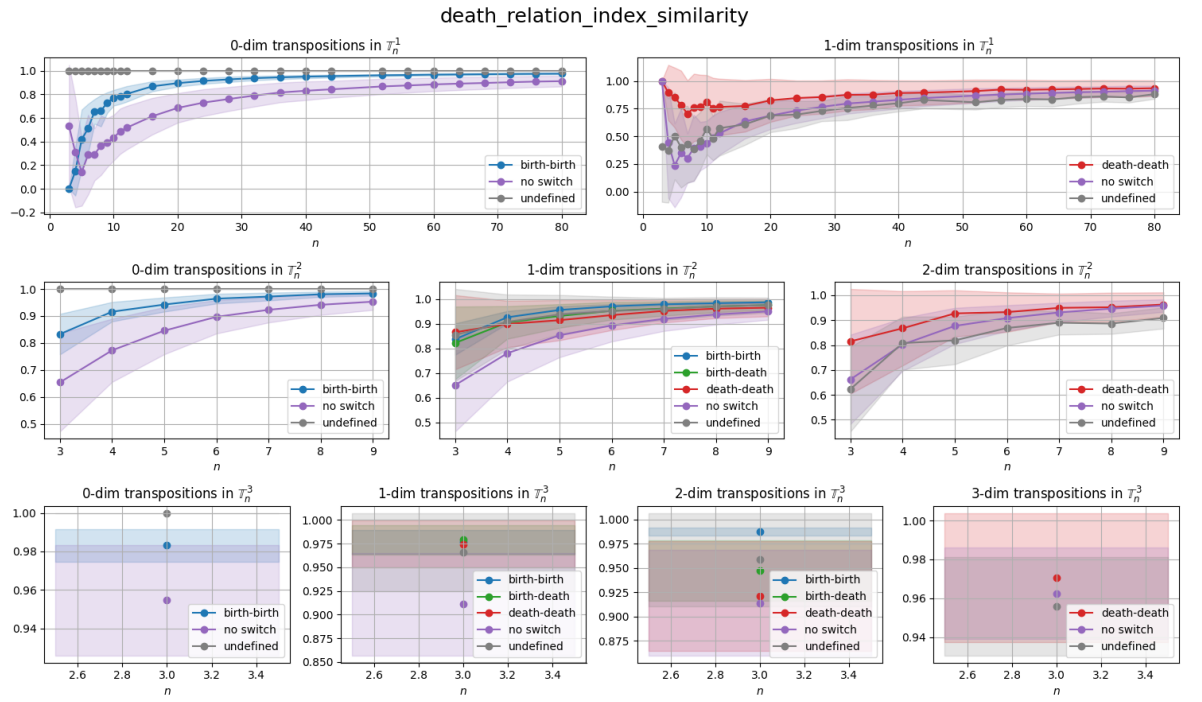 death_relation_index_similarity
0-dim transpositions in 𝕋ₙ¹
1.0
0.8
0.6
0.4
0.2
0.0
−0.2
0 10 20 30 40 50 60 70 80
n
birth-birth
no switch
undefined
1-dim transpositions in 𝕋ₙ¹
1.00
0.75
0.50
0.25
0.00
0 10 20 30 40 50 60 70 80
n
death-death
no switch
undefined
0-dim transpositions in 𝕋ₙ²
1.0
0.9
0.8
0.7
0.6
0.5
3 4 5 6 7 8 9
n
birth-birth
no switch
undefined
1-dim transpositions in 𝕋ₙ²
1.0
0.9
0.8
0.7
0.6
0.5
3 4 5 6 7 8 9
n
birth-birth
birth-death
death-death
no switch
undefined
2-dim transpositions in 𝕋ₙ²
1.0
0.9
0.8
0.7
0.6
0.5
3 4 5 6 7 8 9
n
death-death
no switch
undefined
0-dim transpositions in 𝕋ₙ³
1.00
0.98
0.96
0.94
2.6 2.8 3.0 3.2 3.4
n
birth-birth
no switch
undefined
1-dim transpositions in 𝕋ₙ³
1.000
0.975
0.950
0.925
0.900
0.875
0.850
2.6 2.8 3.0 3.2 3.4
n
birth-birth
birth-death
death-death
no switch
undefined
2-dim transpositions in 𝕋ₙ³
1.000
0.975
0.950
0.925
0.900
0.875
2.6 2.8 3.0 3.2 3.4
n
birth-birth
birth-death
death-death
no switch
undefined
3-dim transpositions in 𝕋ₙ³
1.00
0.98
0.96
0.94
2.6 2.8 3.0 3.2 3.4
n
death-death
no switch
undefined